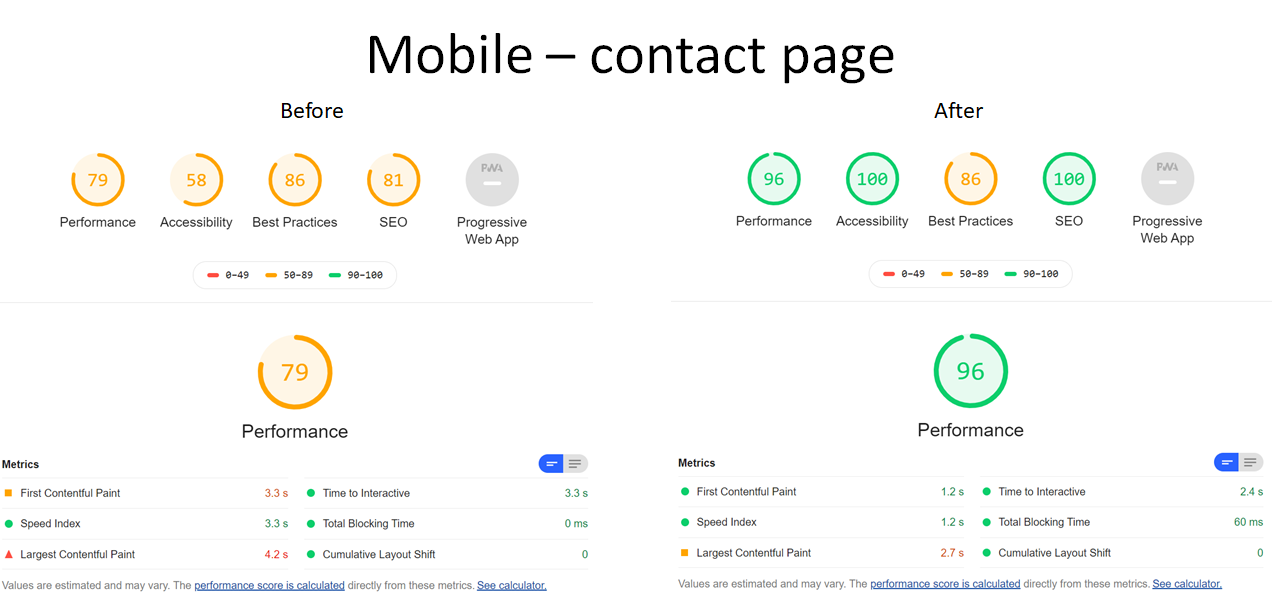 Mobile – contact page
Before
79 58 86 81 PWA
Performance Accessibility Best Practices SEO Progressive
Web App
0–49 50–89 90–100
79
Performance
Metrics
First Contentful Paint 3.3 s Time to Interactive 3.3 s
Speed Index 3.3 s Total Blocking Time 0 ms
Largest Contentful Paint 4.2 s Cumulative Layout Shift 0
Values are estimated and may vary. The performance score is calculated directly from these metrics. See calculator.
After
96 100 86 100 PWA
Performance Accessibility Best Practices SEO Progressive
Web App
0–49 50–89 90–100
96
Performance
Metrics
First Contentful Paint 1.2 s Time to Interactive 2.4 s
Speed Index 1.2 s Total Blocking Time 60 ms
Largest Contentful Paint 2.7 s Cumulative Layout Shift 0
Values are estimated and may vary. The performance score is calculated directly from these metrics. See calculator.